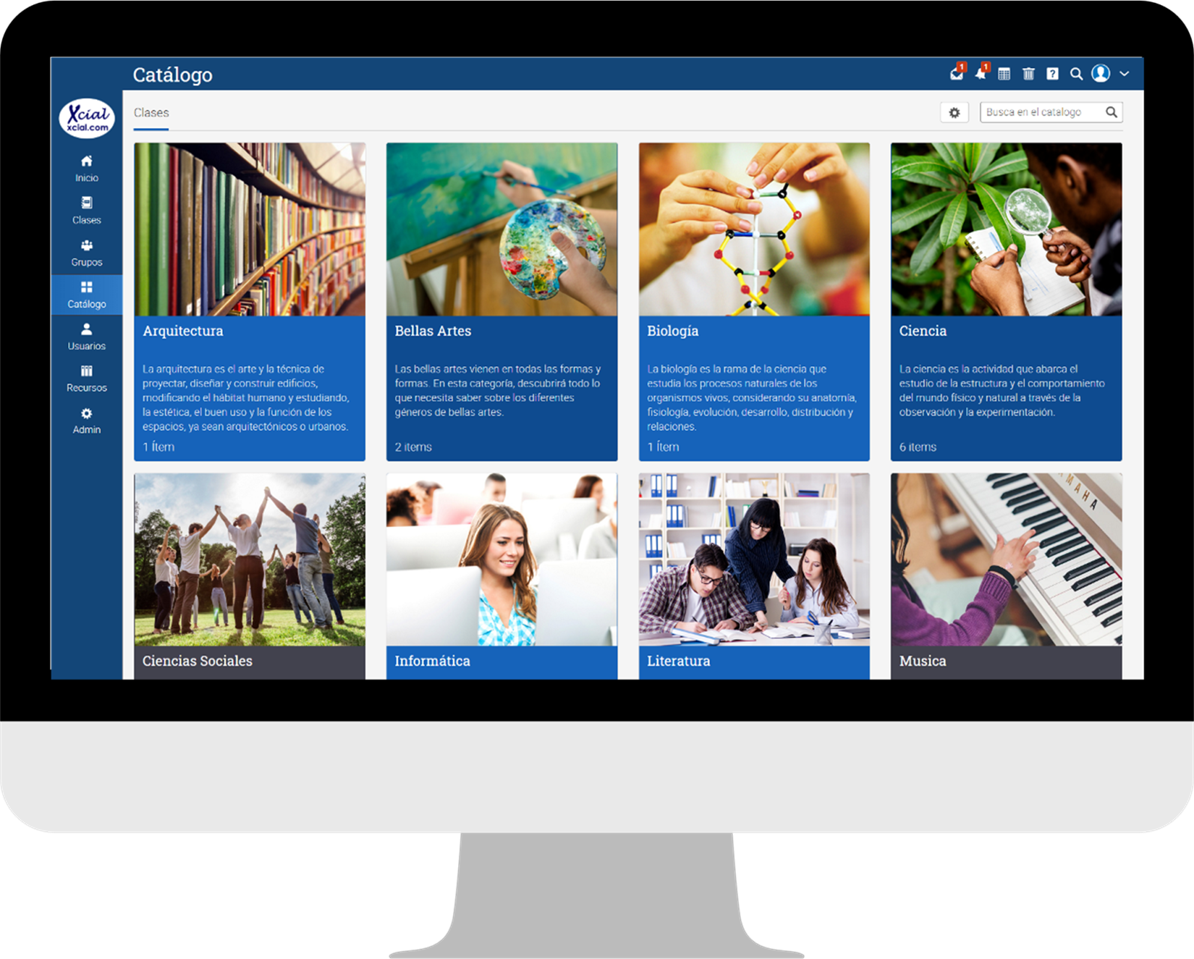 Catálogo
1
1
?
Xcial
xcial.com
Inicio
Clases
Grupos
Catálogo
Usuarios
Recursos
Admin
Clases
Busca en el catalogo
Arquitectura
La arquitectura es el arte y la técnica de
proyectar, diseñar y construir edificios,
modificando el hábitat humano y estudiando,
la estética, el buen uso y la función de los
espacios, ya sean arquitectónicos o urbanos.
1 Ítem
Bellas Artes
Las bellas artes vienen en todas las formas y
formas. En esta categoría, descubrirá todo lo
que necesita saber sobre los diferentes
géneros de bellas artes.
2 items
Biología
La biología es la rama de la ciencia que
estudia los procesos naturales de los
organismos vivos, considerando su anatomía,
fisiología, evolución, desarrollo, distribución y
relaciones.
1 Ítem
Ciencia
La ciencia es la actividad que abarca el
estudio de la estructura y el comportamiento
del mundo físico y natural a través de la
observación y la experimentación.
6 items
YAMAHA
Ciencias Sociales
Informática
Literatura
Musica